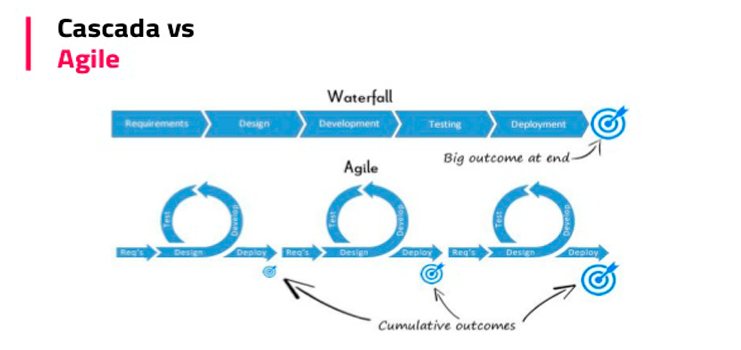 Cascada vs
Agile
Waterfall
Requirements Design Development Testing Deployment
Big outcome at end
Agile
Test Develop Test Develop Test Develop
Req's Design Deploy Req's Design Deploy Req's Design Deploy
Cumulative outcomes